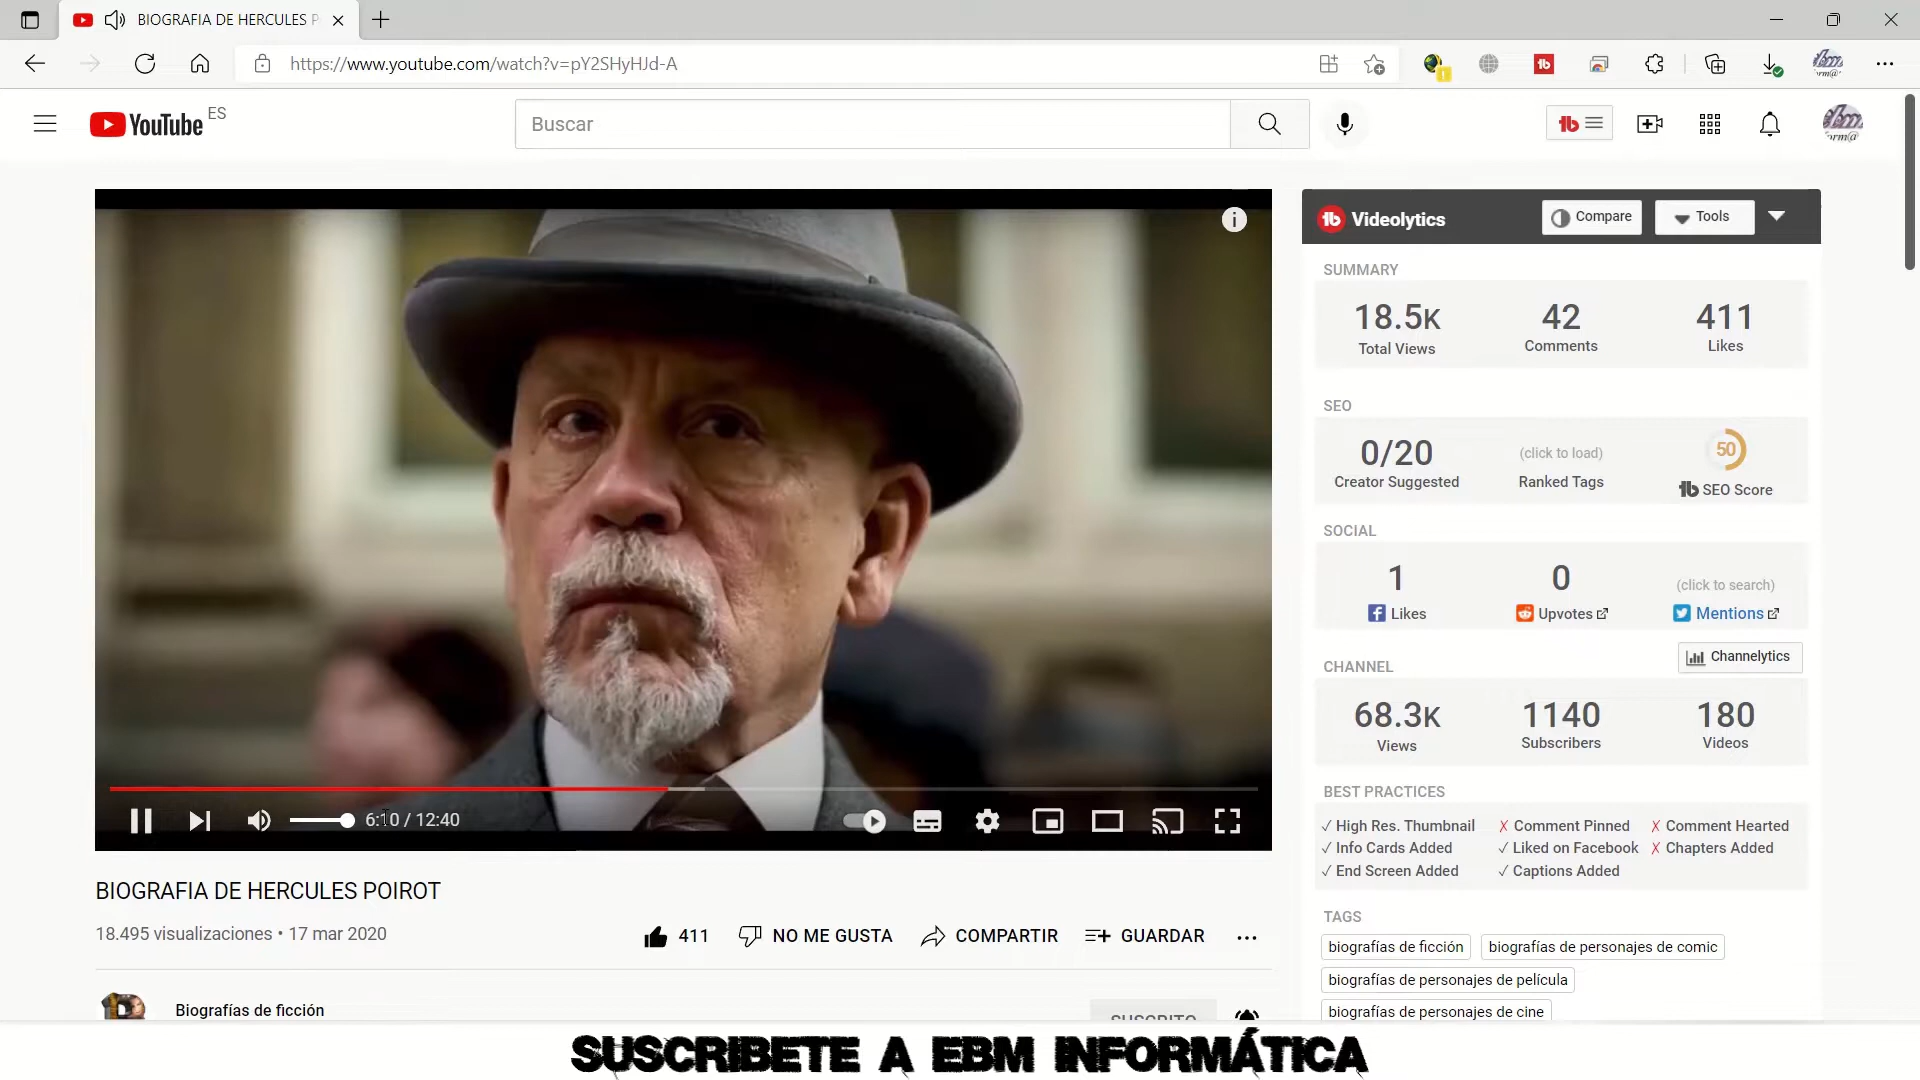 BIOGRAFIA DE HERCULES P
https://www.youtube.com/watch?v=pY2SHyHJd-A
YouTube ES
Buscar
Videolytics
Compare
Tools
SUMMARY
18.5K
Total Views
42
Comments
411
Likes
SEO
0/20
Creator Suggested
(click to load)
Ranked Tags
50
SEO Score
SOCIAL
1
Likes
0
Upvotes
(click to search)
Mentions
CHANNEL
Channelytics
68.3K
Views
1140
Subscribers
180
Videos
BEST PRACTICES
✓ High Res. Thumbnail ✗ Comment Pinned ✗ Comment Hearted
✓ Info Cards Added ✓ Liked on Facebook ✗ Chapters Added
✓ End Screen Added ✓ Captions Added
TAGS
biografías de ficción biografías de personajes de comic
biografías de personajes de película
biografías de personajes de cine
6:10 / 12:40
BIOGRAFIA DE HERCULES POIROT
18.495 visualizaciones • 17 mar 2020
411 NO ME GUSTA COMPARTIR GUARDAR
Biografías de ficción
SUSCRITO
SUSCRIBETE A EBM INFORMÁTICA